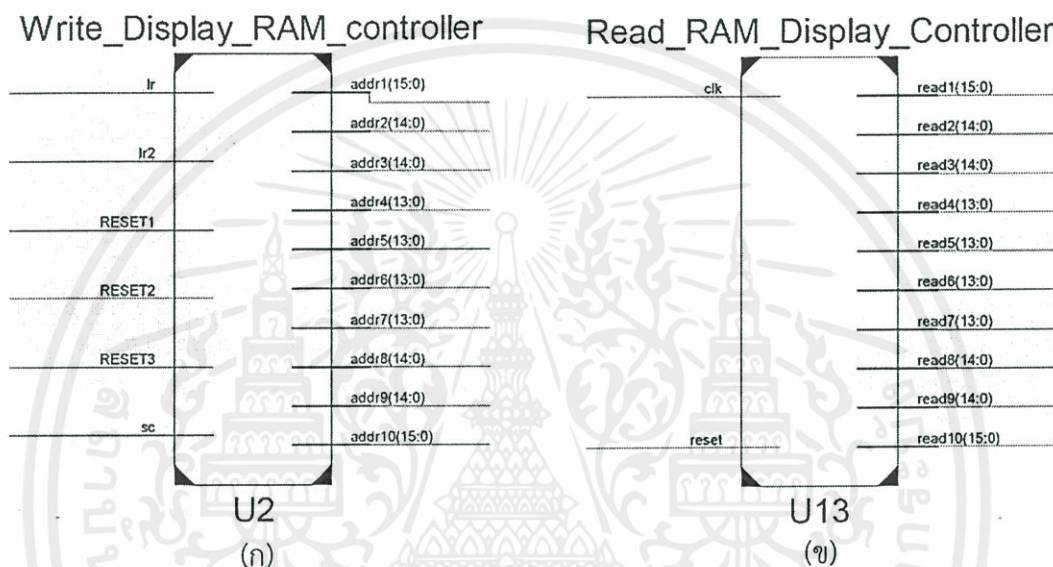 Write_Display_RAM_controller
lr
lr2
RESET1
RESET2
RESET3
sc
addr1(15:0)
addr2(14:0)
addr3(14:0)
addr4(13:0)
addr5(13:0)
addr6(13:0)
addr7(13:0)
addr8(14:0)
addr9(14:0)
addr10(15:0)
U2
(ก)
Read_RAM_Display_Controller
clk
reset
read1(15:0)
read2(14:0)
read3(14:0)
read4(13:0)
read5(13:0)
read6(13:0)
read7(13:0)
read8(14:0)
read9(14:0)
read10(15:0)
U13
(ข)